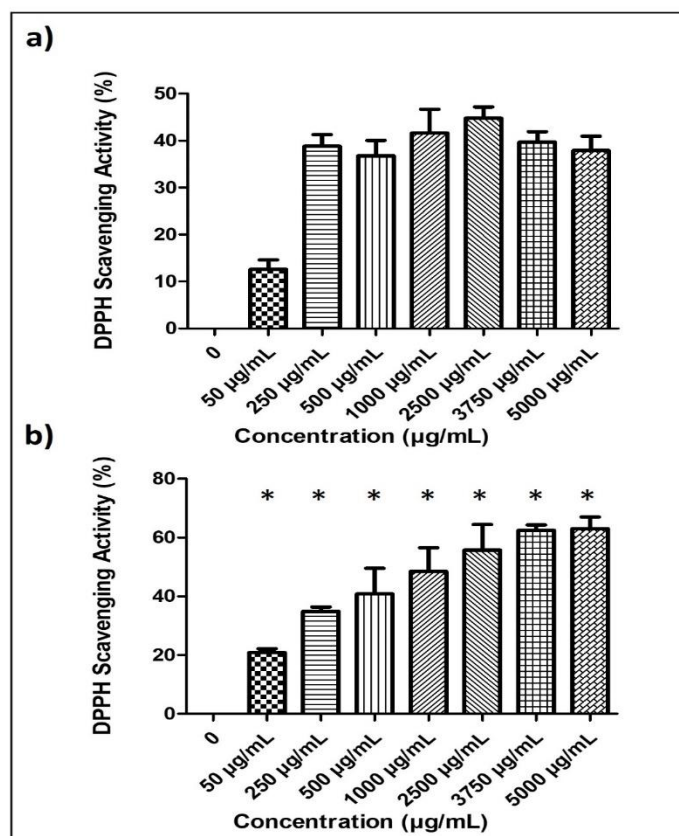 a)
DPPH Scavenging Activity (%)
50
40
30
20
10
0
0
50 µg/mL
250 µg/mL
500 µg/mL
1000 µg/mL
2500 µg/mL
3750 µg/mL
5000 µg/mL
Concentration (µg/mL)
b)
DPPH Scavenging Activity (%)
80
60
40
20
0
* * * * * * *
0
50 µg/mL
250 µg/mL
500 µg/mL
1000 µg/mL
2500 µg/mL
3750 µg/mL
5000 µg/mL
Concentration (µg/mL)